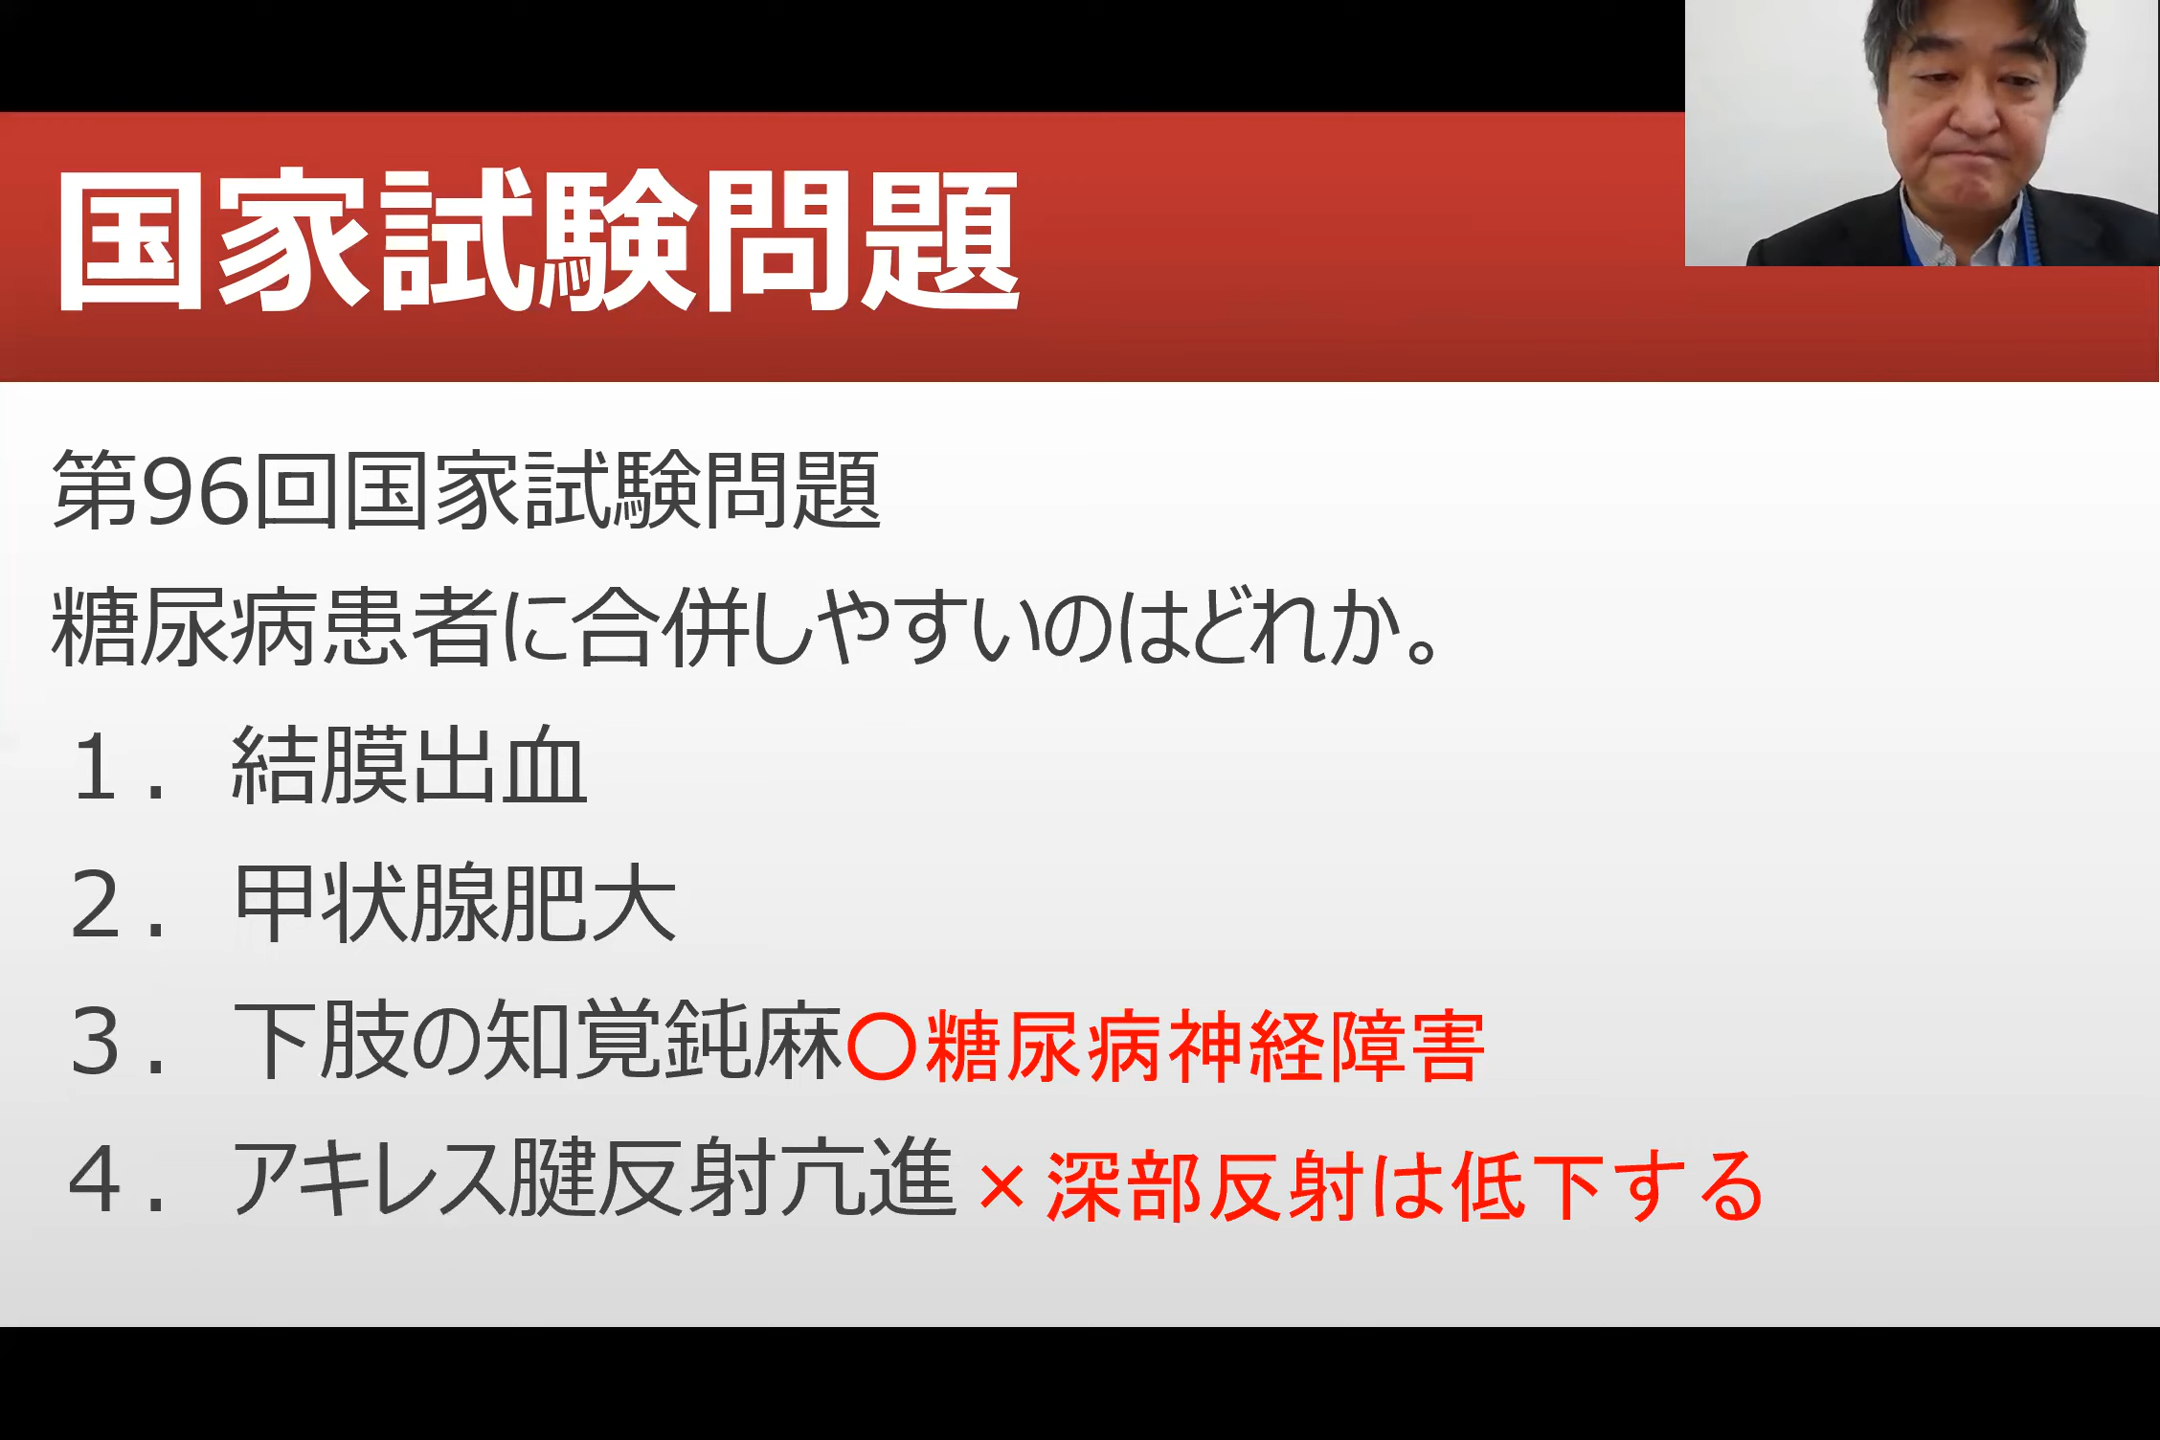 国家試験問題
第96回国家試験問題
糖尿病患者に合併しやすいのはどれか。
１．結膜出血
２．甲状腺肥大
３．下肢の知覚鈍麻〇糖尿病神経障害
４．アキレス腱反射亢進×深部反射は低下する